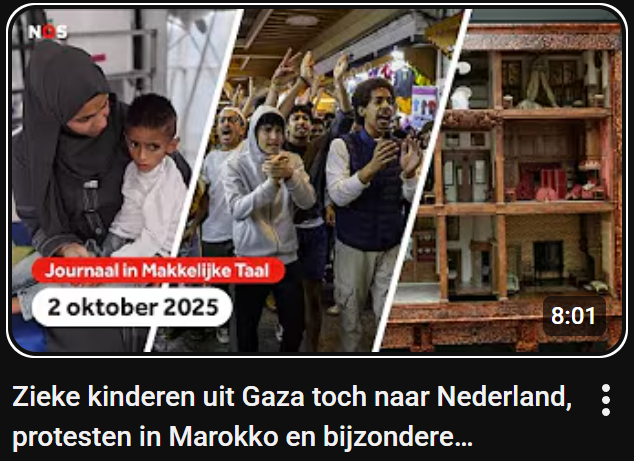 NOS
Journaal in Makkelijke Taal
2 oktober 2025
8:01
Zieke kinderen uit Gaza toch naar Nederland,
protesten in Marokko en bijzondere...